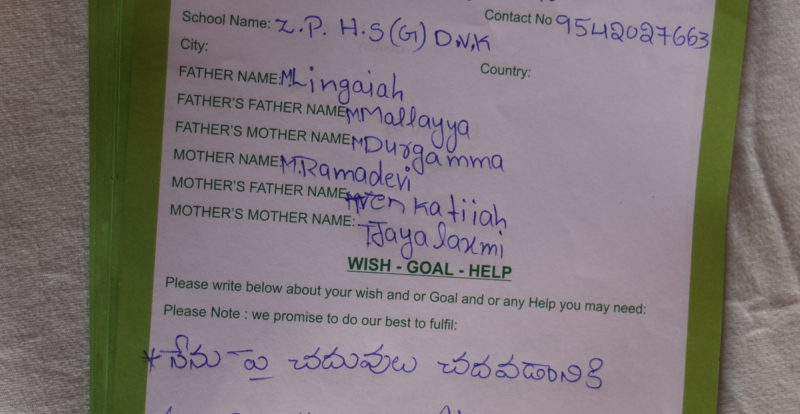 School Name: Z.P. H.S(G) D.N.K Contact No 9542027663
City: Country:
FATHER NAME: M.Lingaiah
FATHER'S FATHER NAME M Mallayya
FATHER'S MOTHER NAME M Durgamma
MOTHER NAME M.Ramadevi
MOTHER'S FATHER NAME Venkatiiah
MOTHER'S MOTHER NAME: T Jayalaxmi
WISH - GOAL - HELP
Please write below about your wish and or Goal and or any Help you may need:
Please Note : we promise to do our best to fulfil:
* నేను పై చదువులు చదవడానికి